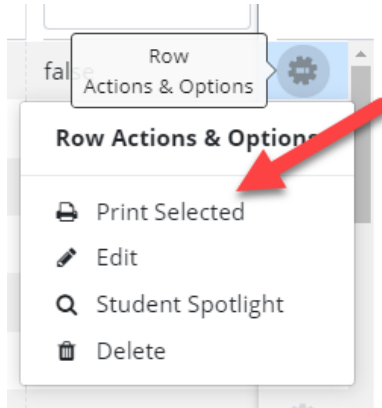 false
Row
Actions & Options
Row Actions & Options
Print Selected
Edit
Student Spotlight
Delete